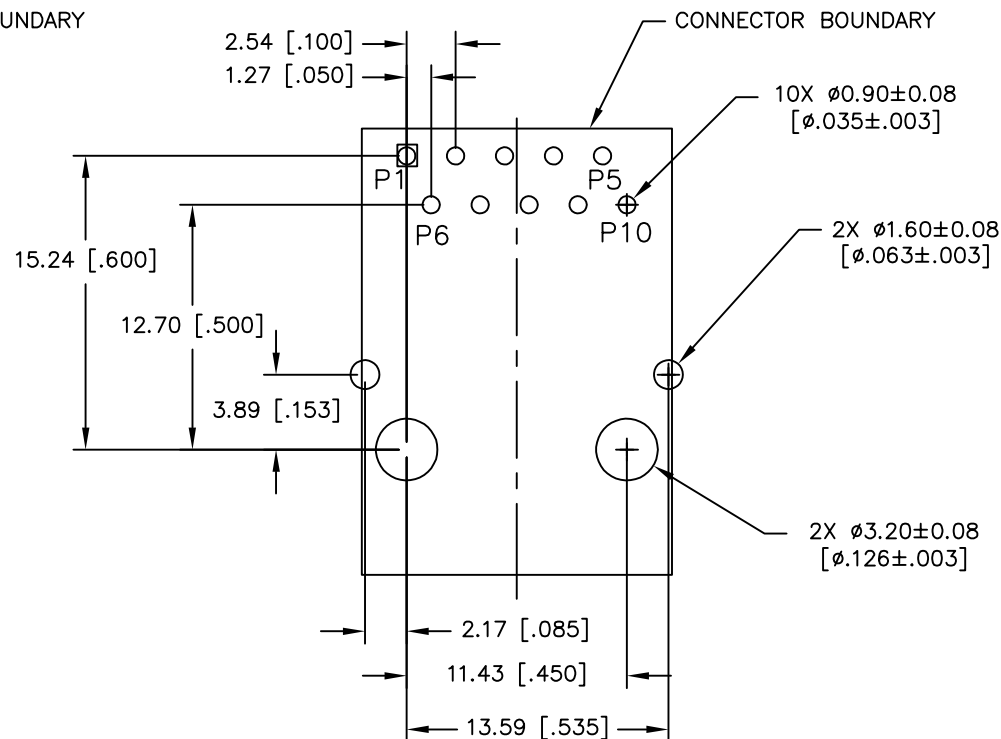 OUNDARY
CONNECTOR BOUNDARY
2.54 [.100]
1.27 [.050]
10X ø0.90±0.08
[ø.035±.003]
P1
P5
P6
P10
2X ø1.60±0.08
[ø.063±.003]
15.24 [.600]
12.70 [.500]
3.89 [.153]
2X ø3.20±0.08
[ø.126±.003]
2.17 [.085]
11.43 [.450]
13.59 [.535]